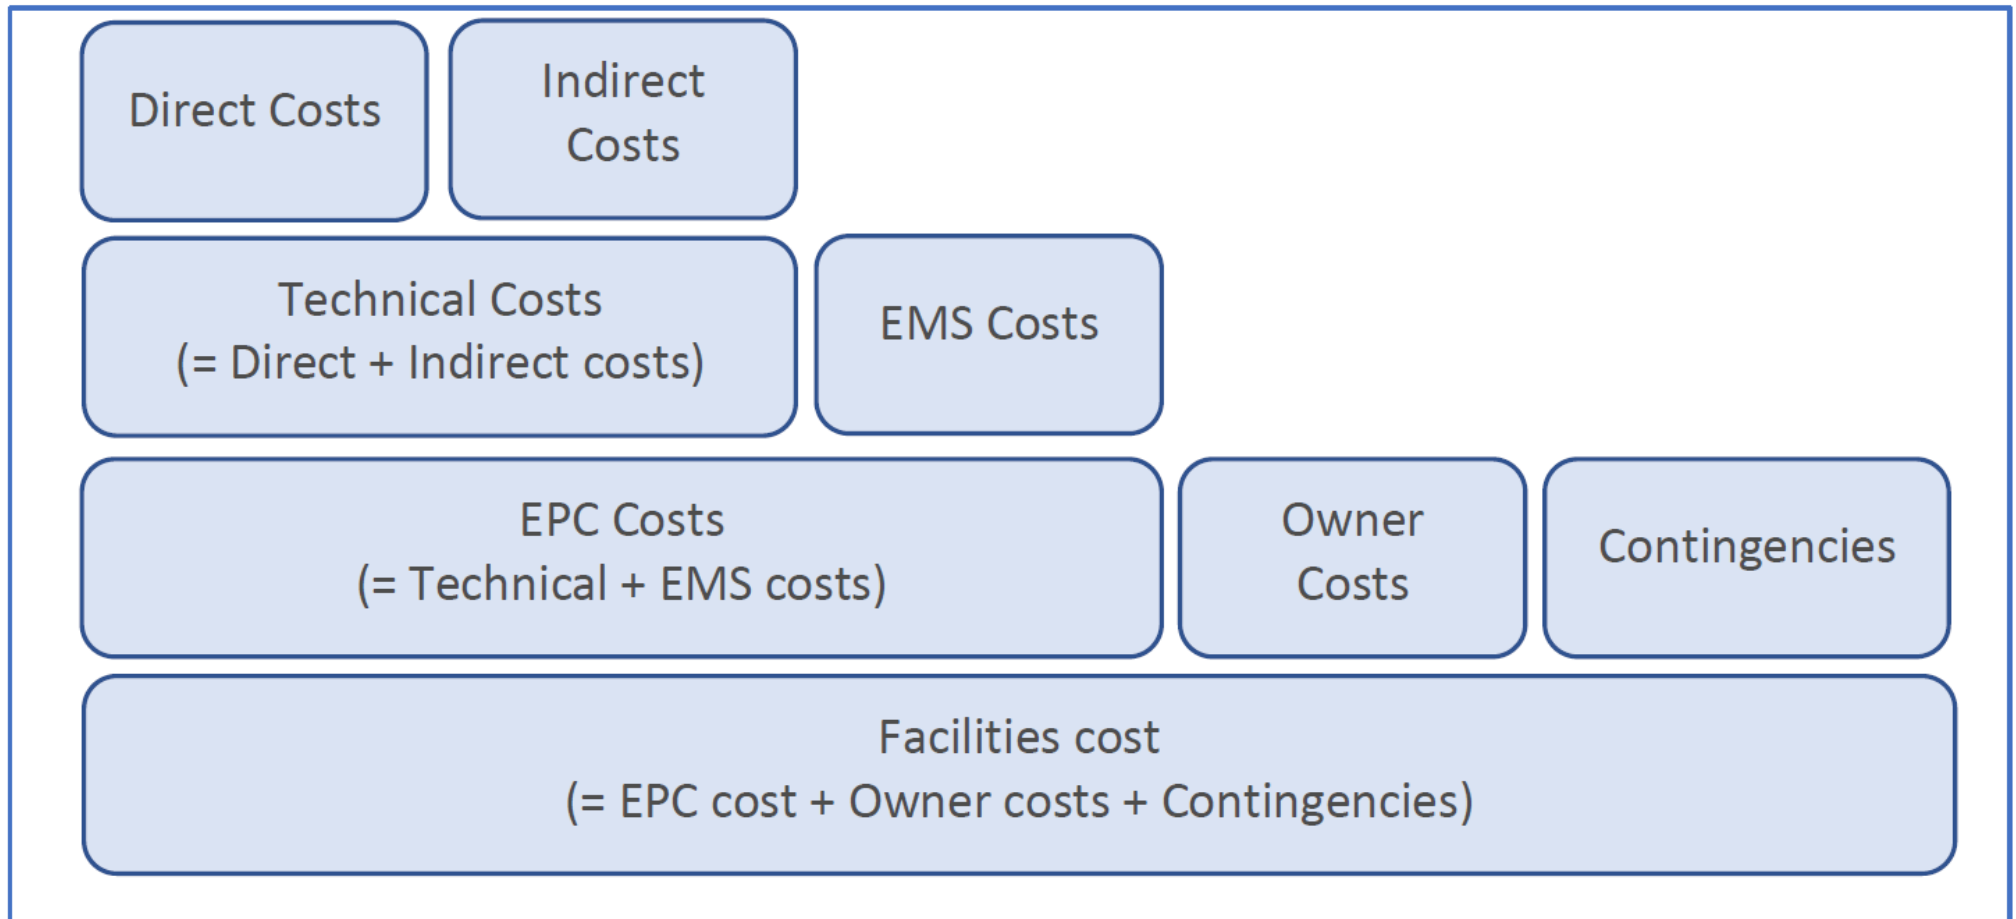 Direct Costs
Indirect
Costs
Technical Costs
(= Direct + Indirect costs)
EMS Costs
EPC Costs
(= Technical + EMS costs)
Owner
Costs
Contingencies
Facilities cost
(= EPC cost + Owner costs + Contingencies)